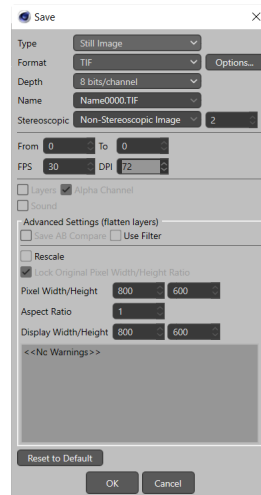 Save
Type Still Image
Format TIF Options...
Depth 8 bits/channel
Name Name0000.TIF
Stereoscopic Non-Stereoscopic Image 2
From 0 To 0
FPS 30 DPI 72
Layers Alpha Channel
Sound
Advanced Settings (flatten layers)
Save AB Compare Use Filter
Rescale
Lock Original Pixel Width/Height Ratio
Pixel Width/Height 800 600
Aspect Ratio 1
Display Width/Height 800 600
<<Nc Warnings>>
Reset to Default
OK Cancel